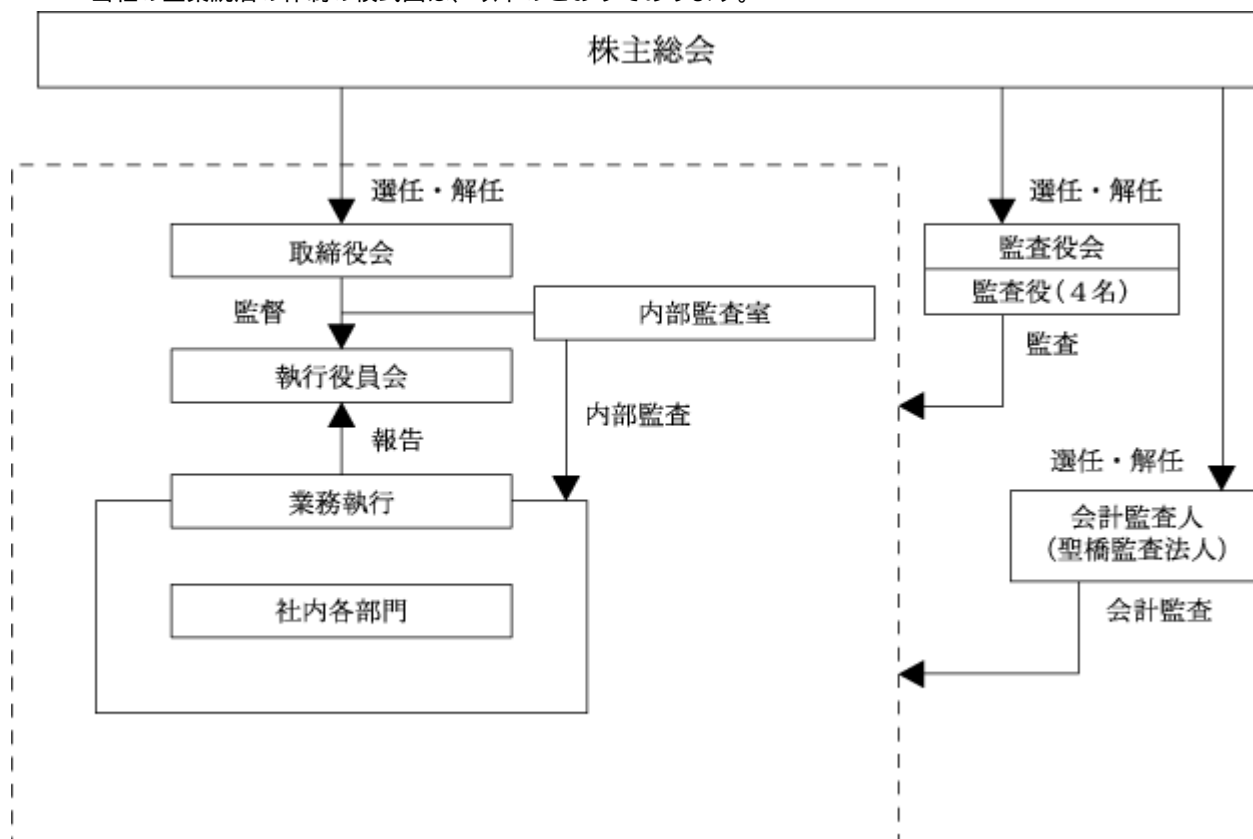 株主総会
選任・解任
選任・解任
取締役会
監査役会
監査役(4名)
監督
内部監査室
監査
執行役員会
内部監査
報告
選任・解任
業務執行
会計監査人
(聖橋監査法人)
社内各部門
会計監査